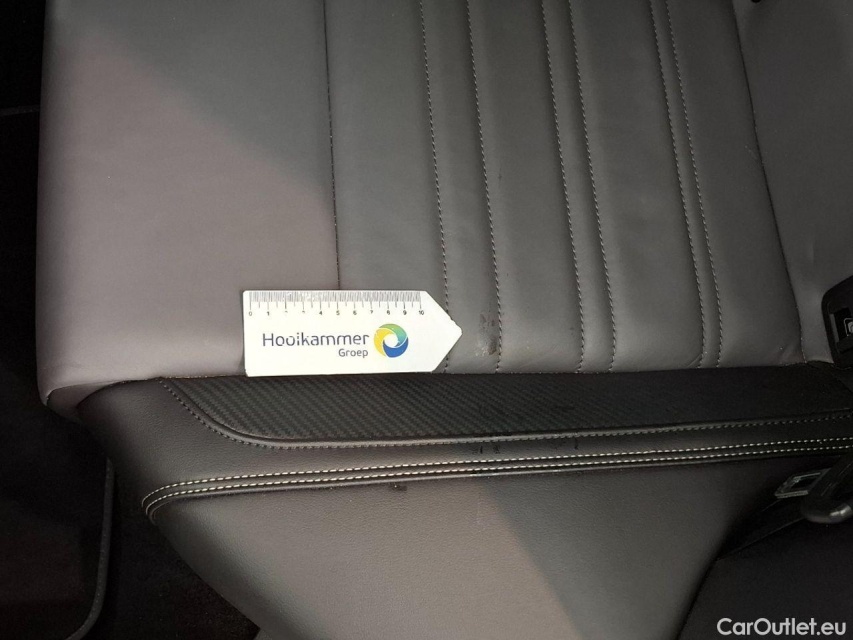 0 1 2 3 4 5 6 7 8 9 10
Hooikammer
Groep
CarOutlet.eu